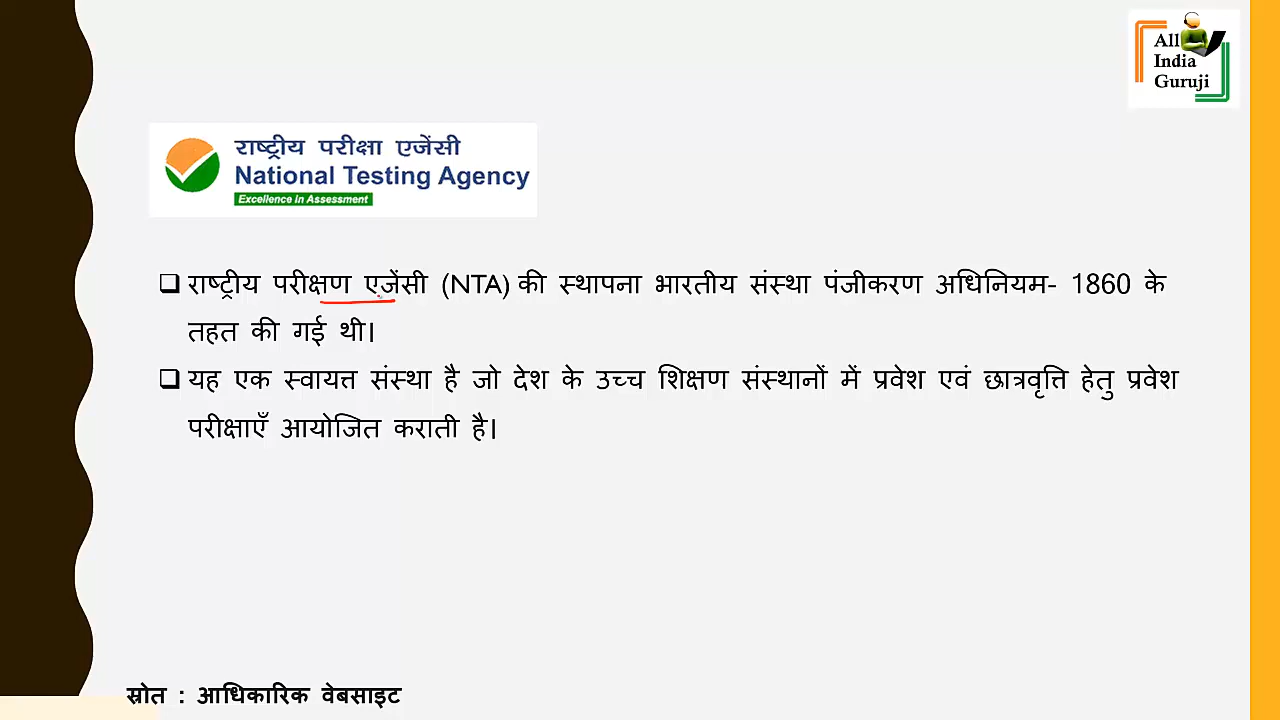 All
India
Guruji
राष्ट्रीय परीक्षा एजेंसी
National Testing Agency
Excellence in Assessment
राष्ट्रीय परीक्षण एजेंसी (NTA) की स्थापना भारतीय संस्था पंजीकरण अधिनियम- 1860 के
तहत की गई थी।
यह एक स्वायत्त संस्था है जो देश के उच्च शिक्षण संस्थानों में प्रवेश एवं छात्रवृत्ति हेतु प्रवेश
परीक्षाएँ आयोजित कराती है।
स्रोत : आधिकारिक वेबसाइट